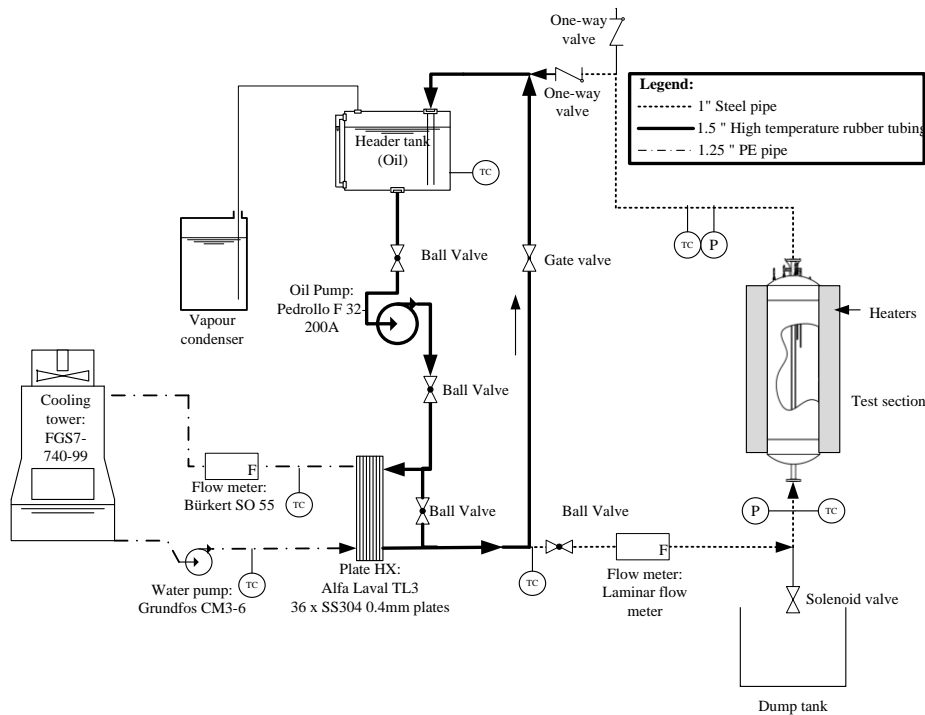 One-way
valve
One-way
valve
Legend:
1" Steel pipe
1.5 " High temperature rubber tubing
1.25 " PE pipe
Header tank
(Oil)
TC
Ball Valve
Gate valve
TC
P
Oil Pump:
Pedrollo F 32-
200A
Vapour
condenser
Heaters
Cooling
tower:
FGS7-
740-99
Ball Valve
Test section
F
Flow meter:
Bürkert SO 55
TC
Ball Valve
Ball Valve
P
TC
F
Water pump:
Grundfos CM3-6
TC
Plate HX:
Alfa Laval TL3
36 x SS304 0.4mm plates
TC
Flow meter:
Laminar flow
meter
Solenoid valve
Dump tank